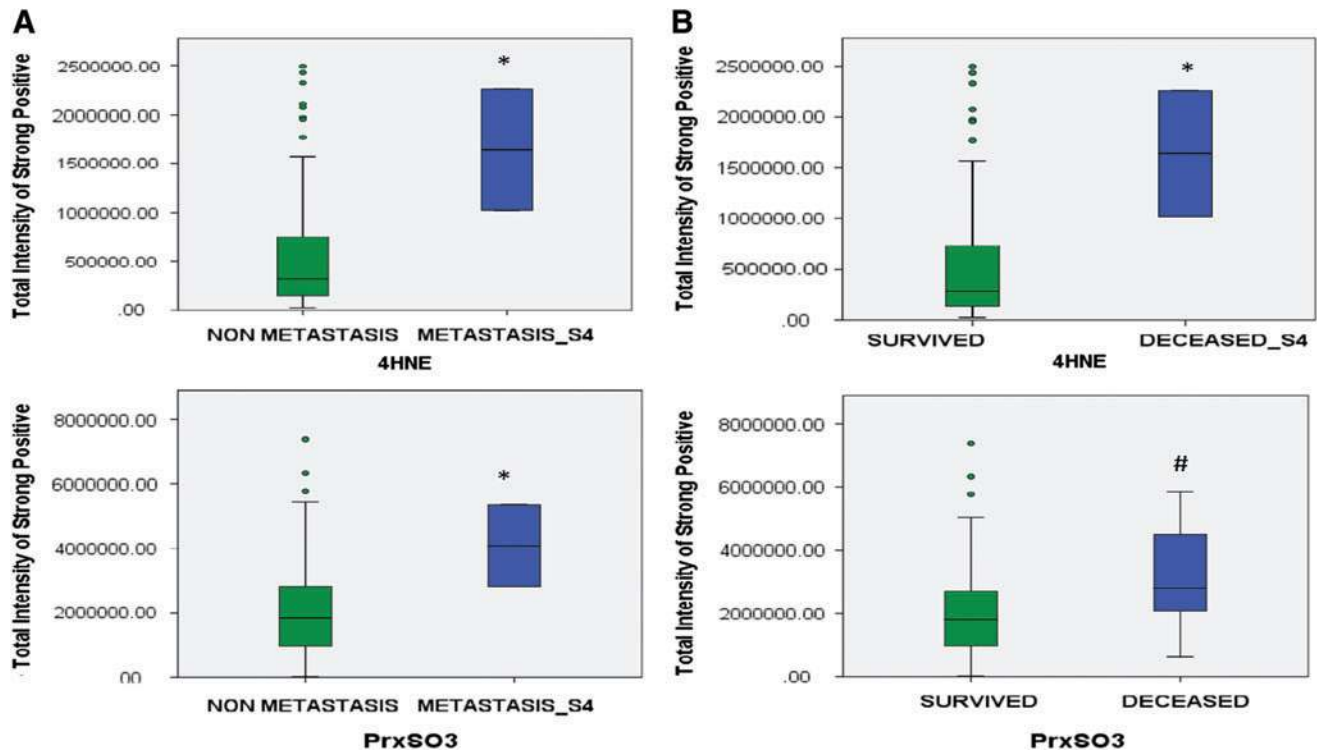 A
Total Intensity of Strong Positive
2500000.00
2000000.00
1500000.00
1000000.00
500000.00
.00
*
NON METASTASIS METASTASIS_S4
4HNE
B
Total Intensity of Strong Positive
2500000.00
2000000.00
1500000.00
1000000.00
500000.00
.00
*
SURVIVED DECEASED_S4
4HNE
Total Intensity of Strong Positive
8000000.00
6000000.00
4000000.00
2000000.00
.00
*
NON METASTASIS METASTASIS_S4
PrxSO3
Total Intensity of Strong Positive
8000000.00
6000000.00
4000000.00
2000000.00
.00
#
SURVIVED DECEASED
PrxSO3